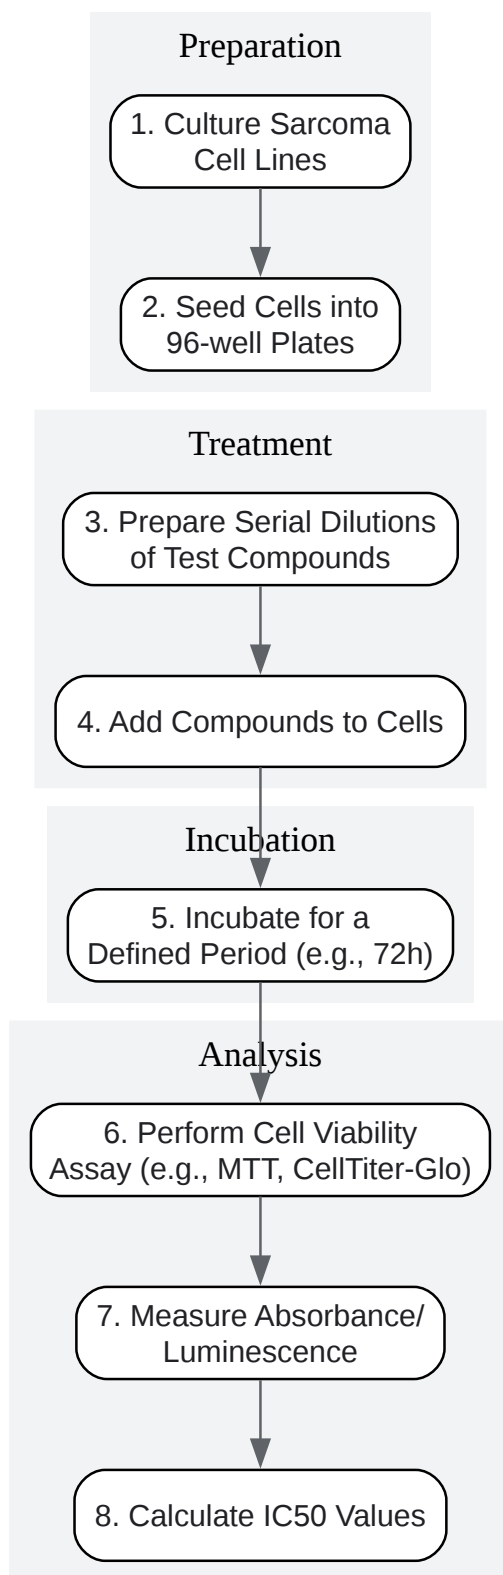 Preparation
1. Culture Sarcoma
Cell Lines
2. Seed Cells into
96-well Plates
Treatment
3. Prepare Serial Dilutions
of Test Compounds
4. Add Compounds to Cells
Incubation
5. Incubate for a
Defined Period (e.g., 72h)
Analysis
6. Perform Cell Viability
Assay (e.g., MTT, CellTiter-Glo)
7. Measure Absorbance/
Luminescence
8. Calculate IC50 Values